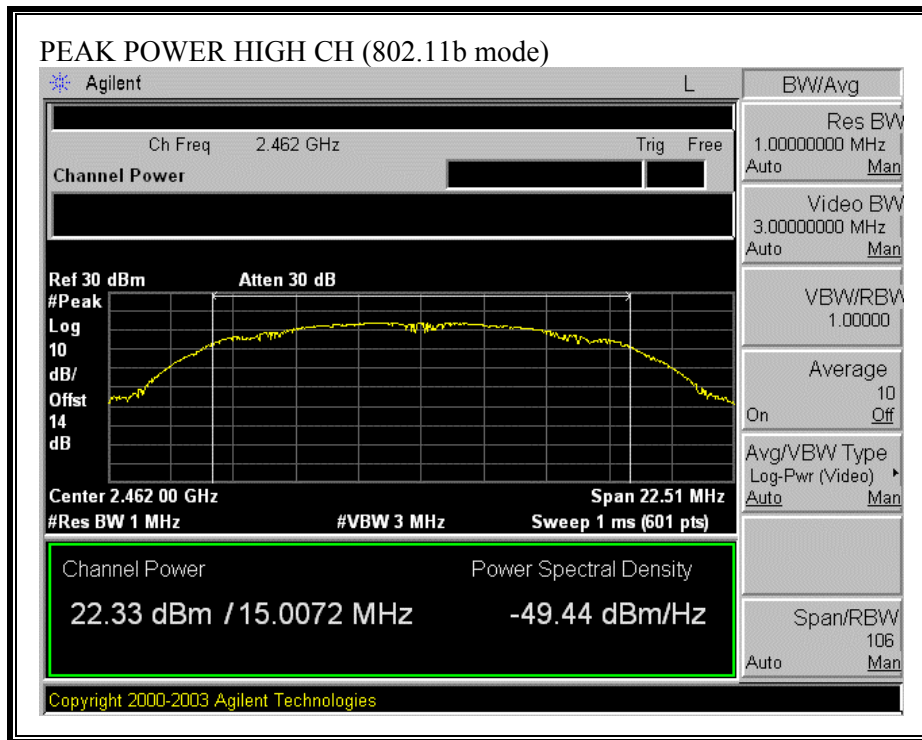 PEAK POWER HIGH CH (802.11b mode)
Agilent L BW/Avg
Ch Freq 2.462 GHz Trig Free
Channel Power
Res BW
1.00000000 MHz
Auto Man
Video BW
3.00000000 MHz
Auto Man
VBW/RBW
1.00000
Average
10
On Off
Avg/VBW Type
Log-Pwr (Video)
Auto Man
Span/RBW
106
Auto Man
Ref 30 dBm Atten 30 dB
#Peak
Log
10
dB/
Offst
14
dB
Center 2.462 00 GHz Span 22.51 MHz
#Res BW 1 MHz #VBW 3 MHz Sweep 1 ms (601 pts)
Channel Power Power Spectral Density
22.33 dBm / 15.0072 MHz -49.44 dBm/Hz
Copyright 2000-2003 Agilent Technologies